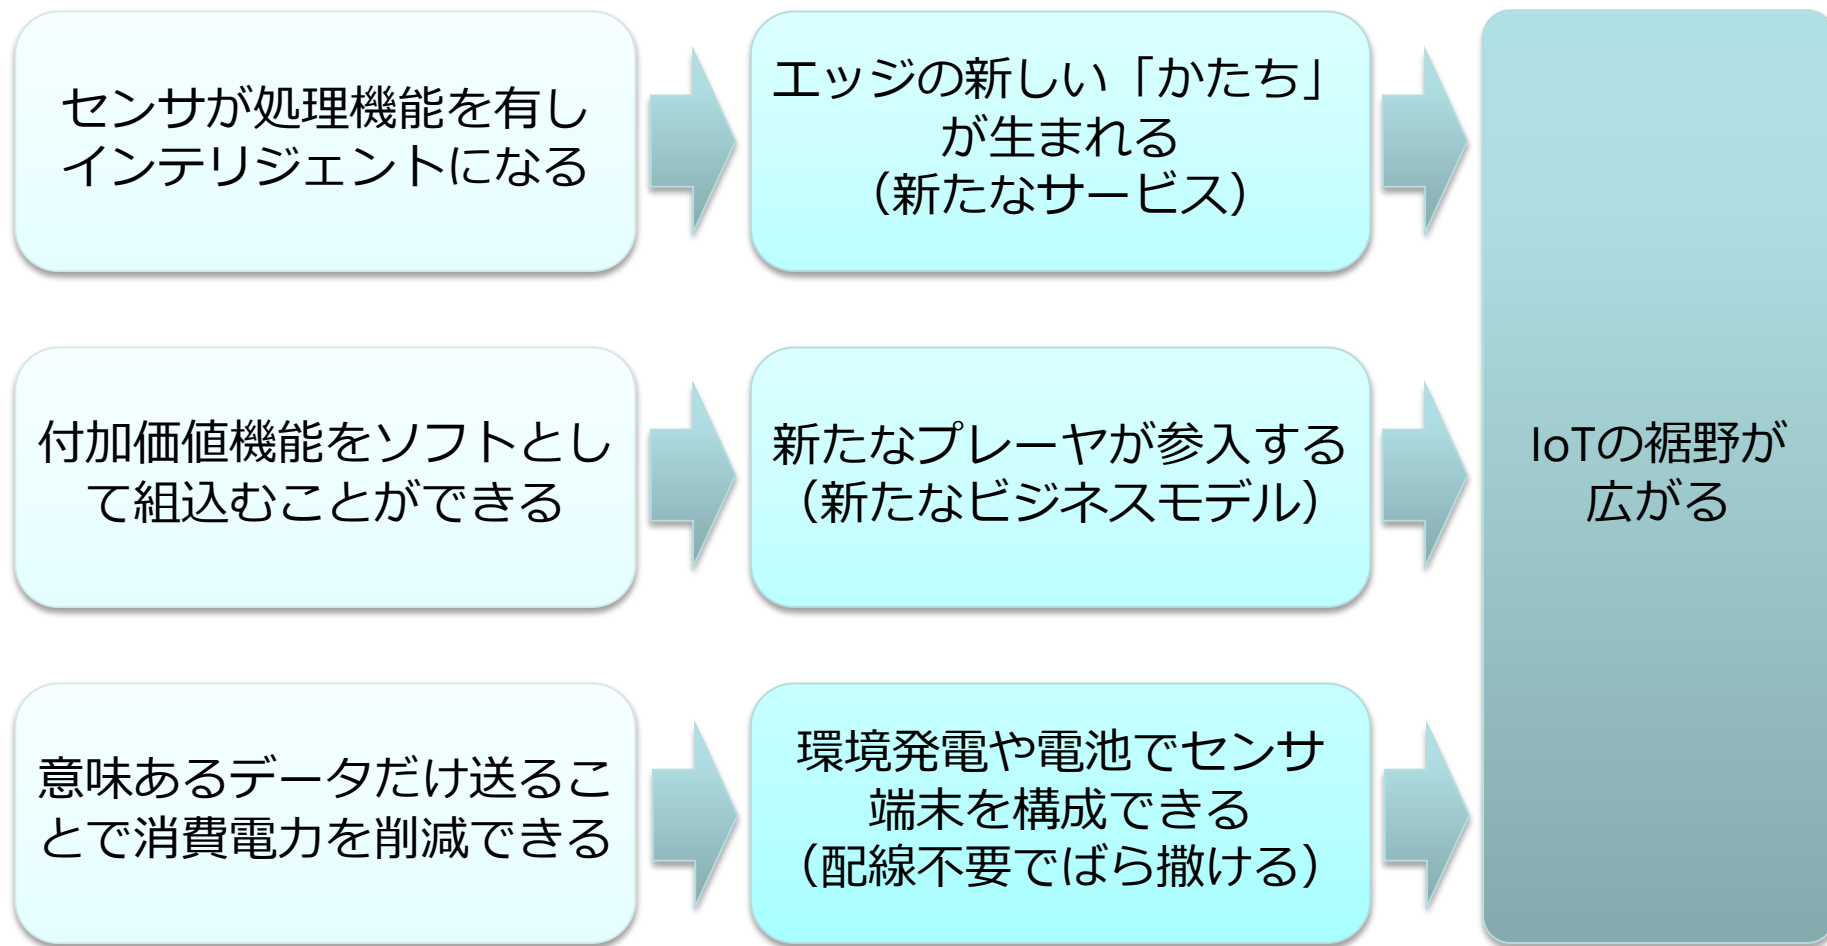 センサが処理機能を有し
インテリジェントになる
エッジの新しい「かたち」
が生まれる
（新たなサービス）
付加価値機能をソフトとし
て組込むことができる
新たなプレーヤが参入する
（新たなビジネスモデル）
意味あるデータだけ送るこ
とで消費電力を削減できる
環境発電や電池でセンサ
端末を構成できる
（配線不要でばら撒ける）
IoTの裾野が
広がる